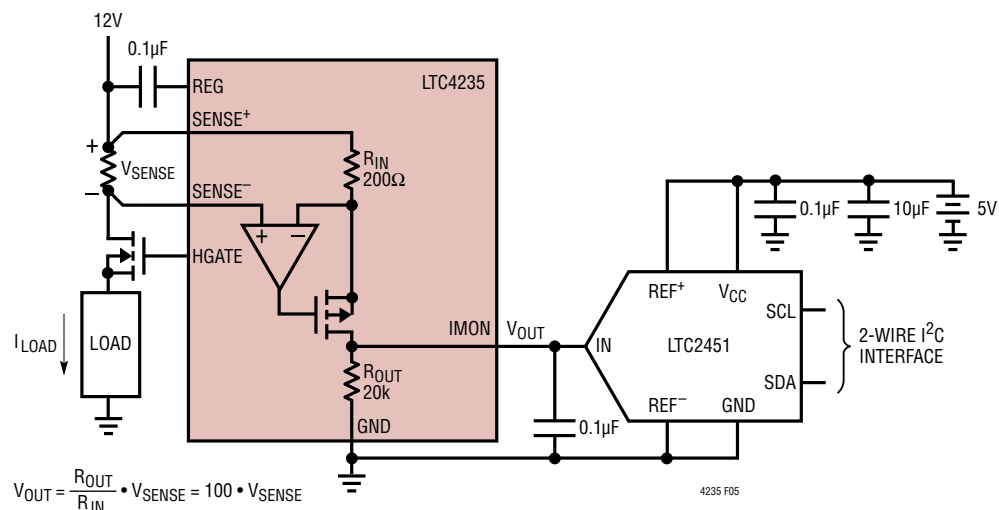 12V
0.1µF
REG
LTC4235
SENSE+
+
VSENSE
–
RIN
200Ω
SENSE–
+ –
HGATE
ILOAD
LOAD
IMON
VOUT
ROUT
20k
GND
0.1µF
0.1µF
10µF
5V
REF+
VCC
SCL
IN
LTC2451
2-WIRE I2C
INTERFACE
SDA
REF–
GND
VOUT = ROUT/RIN • VSENSE = 100 • VSENSE
4235 F05